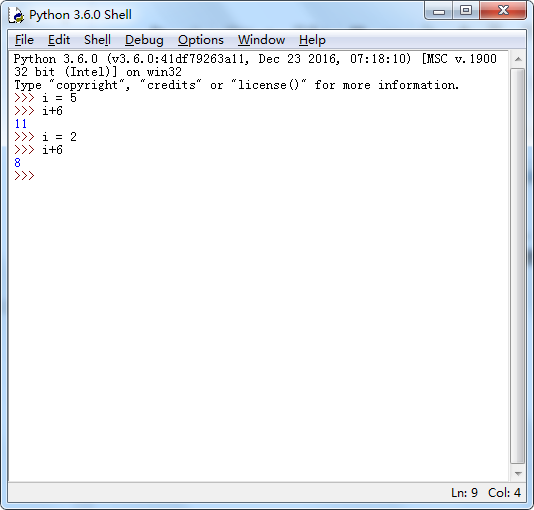 Python 3.6.0 Shell
File Edit Shell Debug Options Window Help
Python 3.6.0 (v3.6.0:41df79263a11, Dec 23 2016, 07:18:10) [MSC v.1900
32 bit (Intel)] on win32
Type "copyright", "credits" or "license()" for more information.
>>> i = 5
>>> i+6
11
>>> i = 2
>>> i+6
8
>>>
Ln: 9 Col: 4